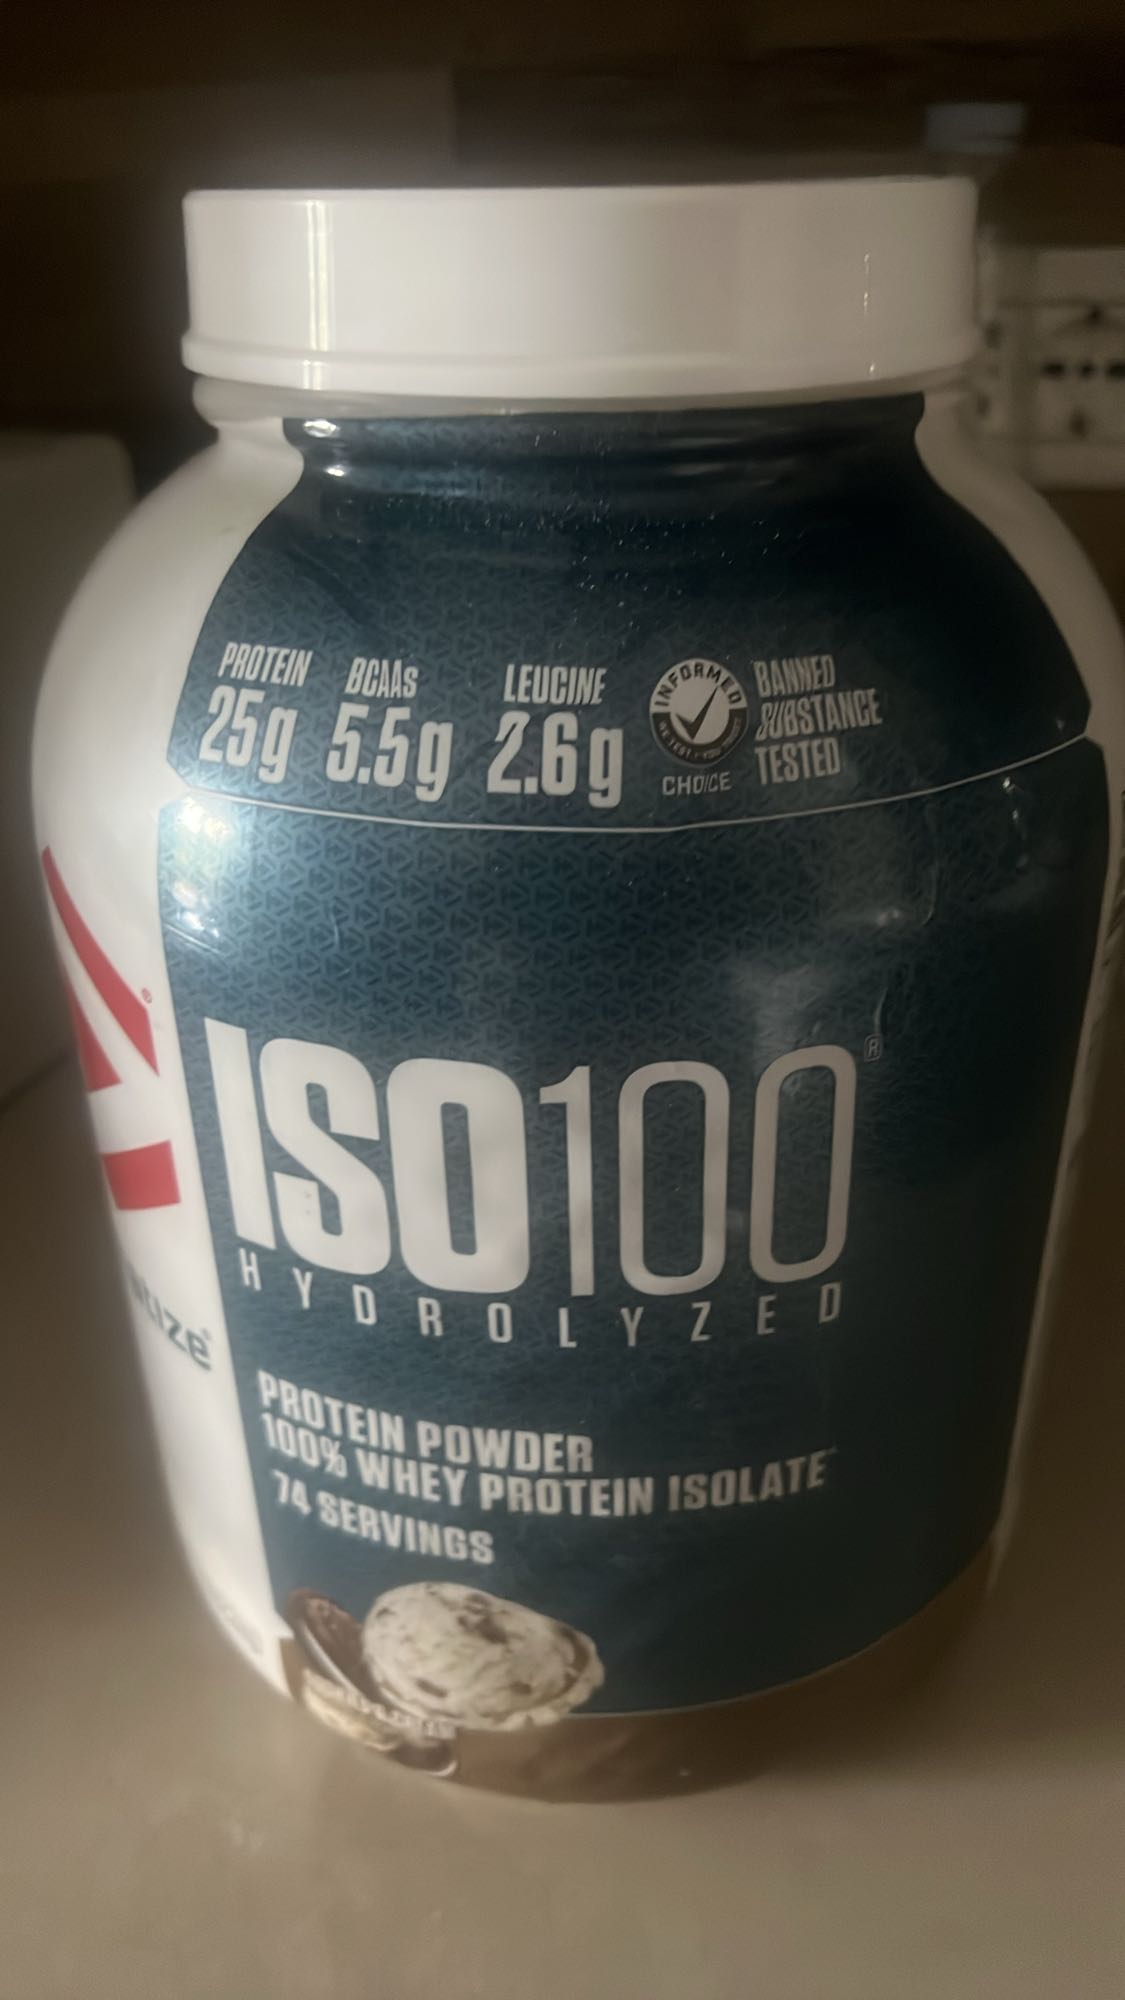 PROTEIN
25g
BCAAs
5.5g
LEUCINE
2.6g
INFORMED
CHOICE
BANNED
SUBSTANCE
TESTED
ISO100®
HYDROLYZED
PROTEIN POWDER
100% WHEY PROTEIN ISOLATE
74 SERVINGS